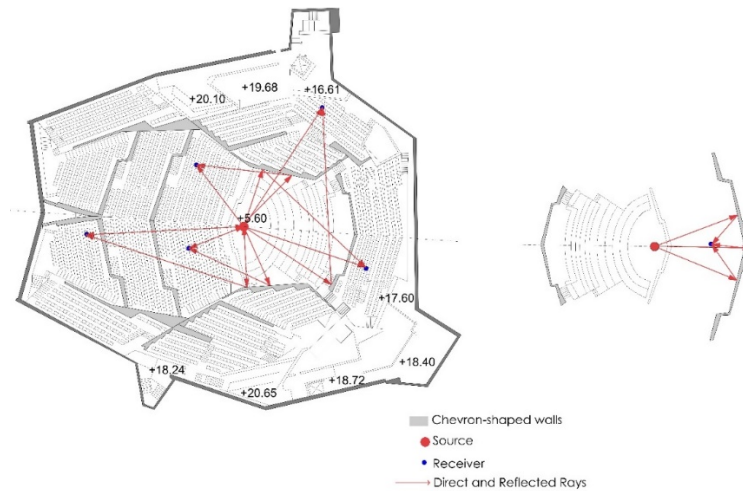 +19.68
+20.10
+16.61
+5.60
+17.60
+18.24
+18.40
+18.72
+20.65
Chevron-shaped walls
Source
Receiver
Direct and Reflected Rays